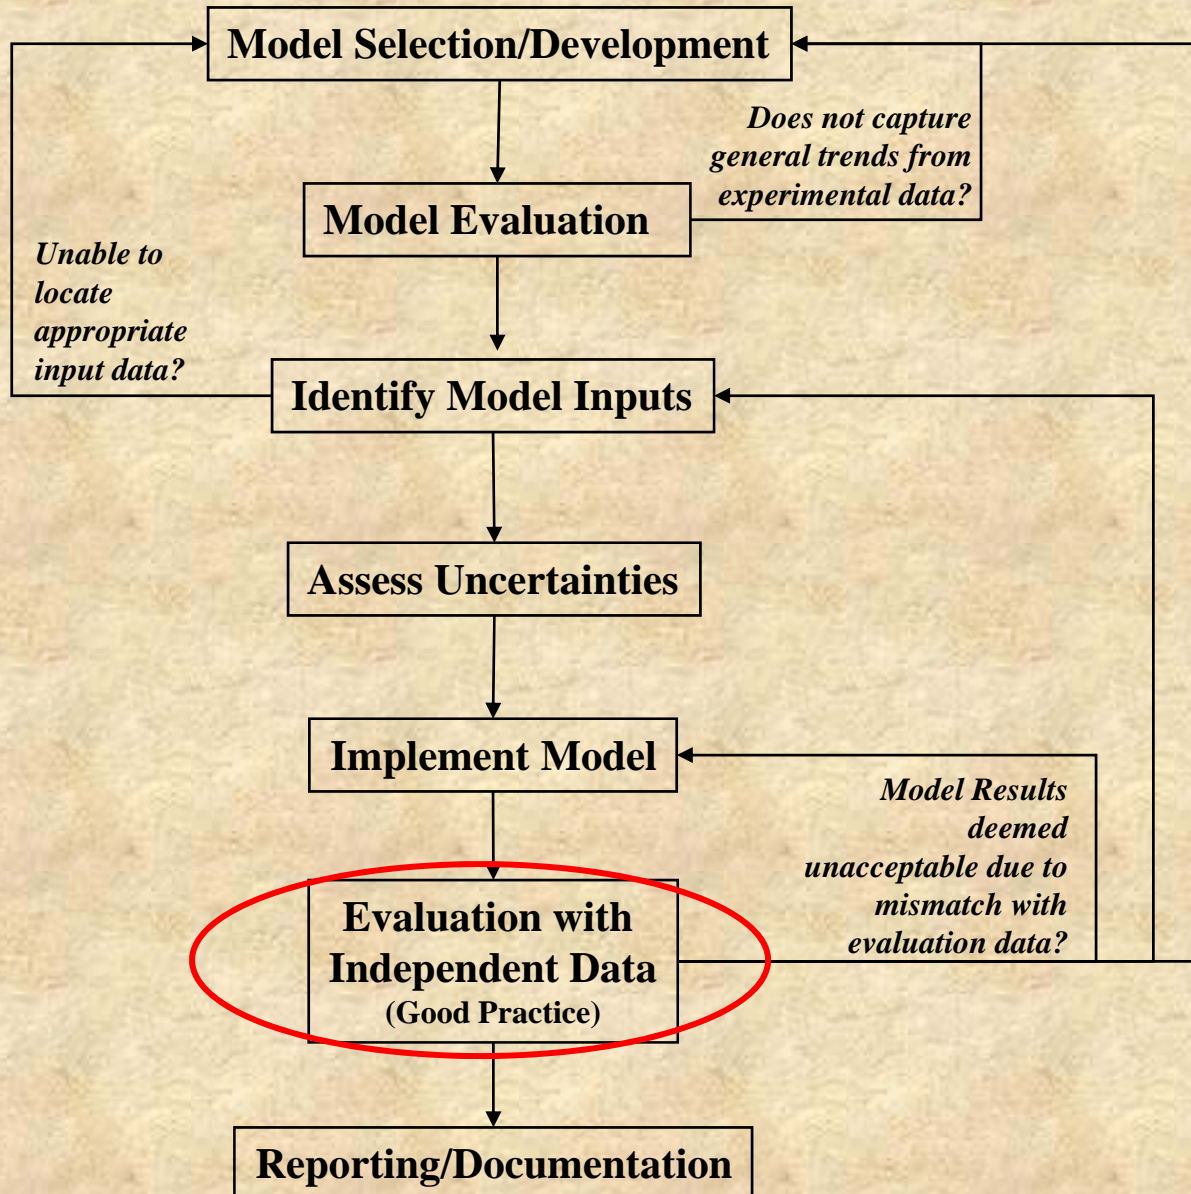 Model Selection/Development
Does not capture
general trends from
experimental data?
Model Evaluation
Unable to
locate
appropriate
input data?
Identify Model Inputs
Assess Uncertainties
Implement Model
Model Results
deemed
unacceptable due to
mismatch with
evaluation data?
Evaluation with
Independent Data
(Good Practice)
Reporting/Documentation